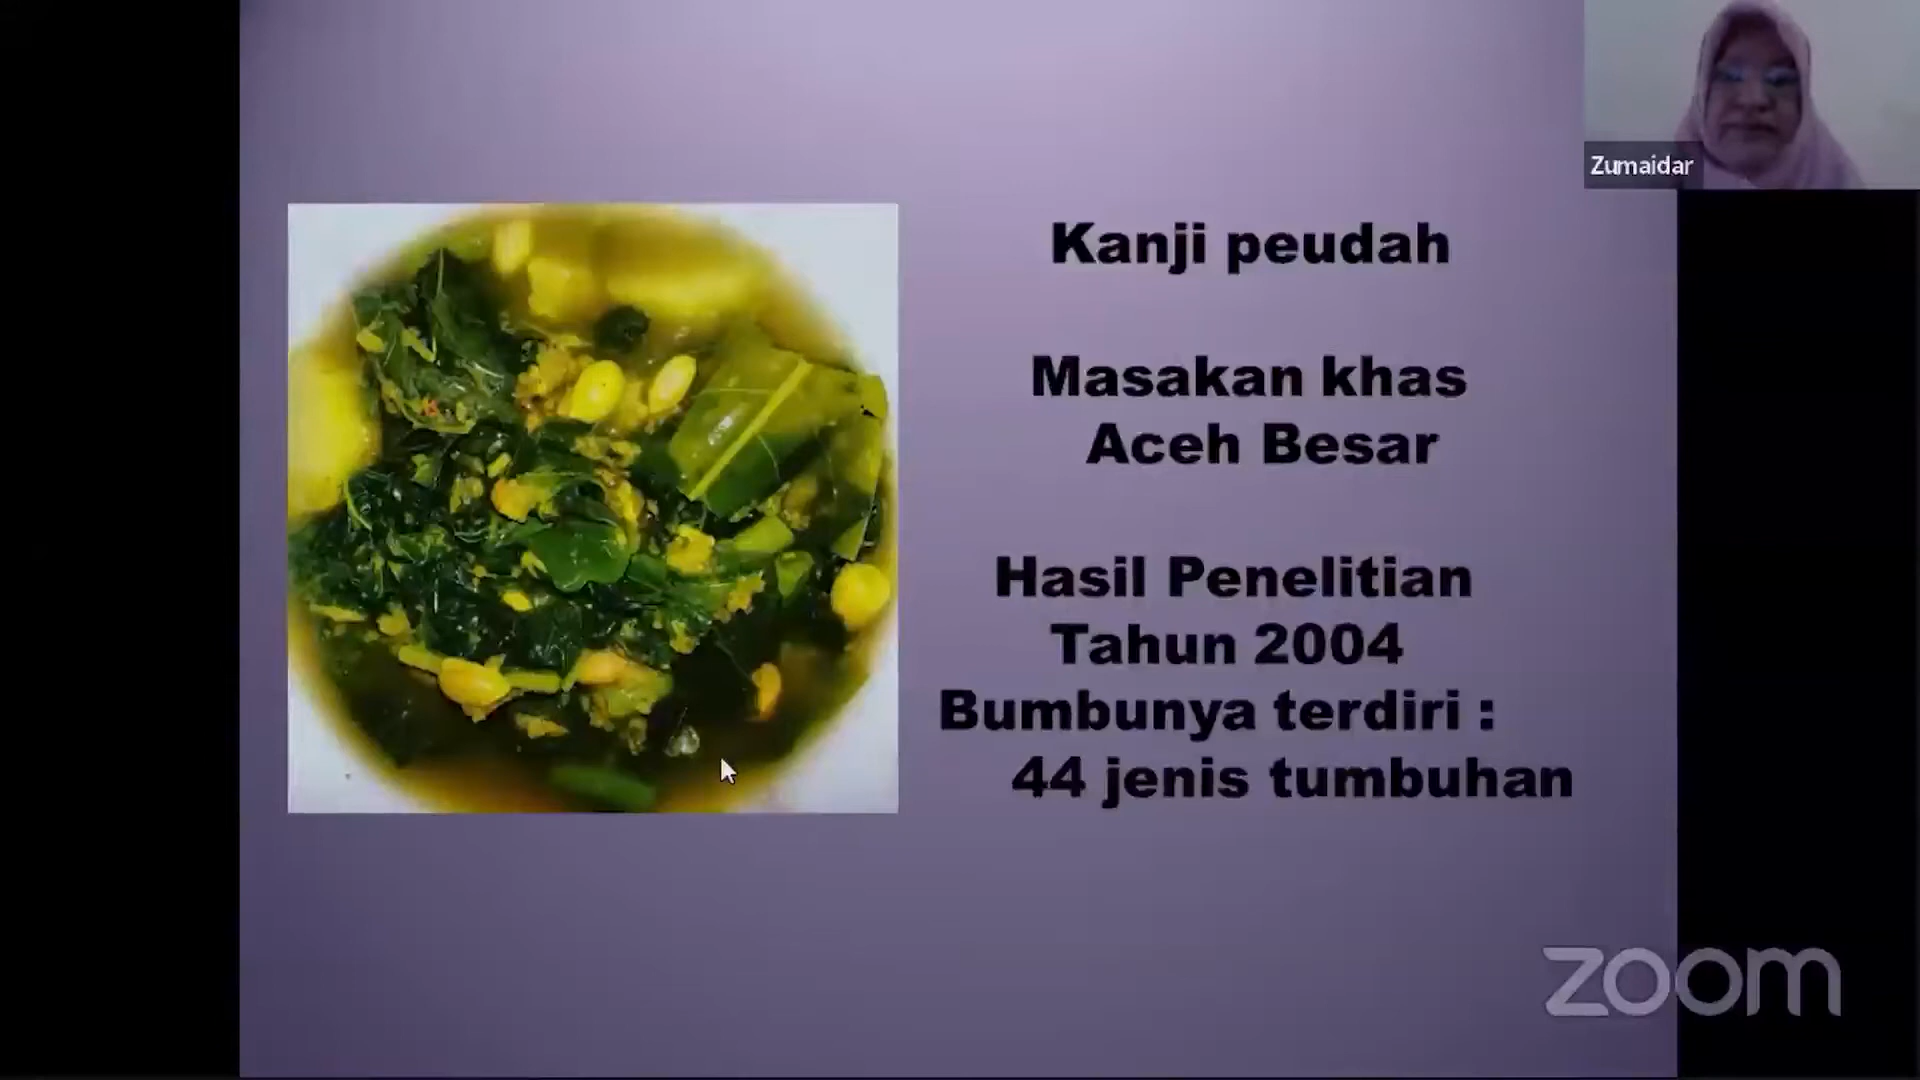 Zumaidar
Kanji peudah
Masakan khas
Aceh Besar
Hasil Penelitian
Tahun 2004
Bumbunya terdiri :
44 jenis tumbuhan
zoom